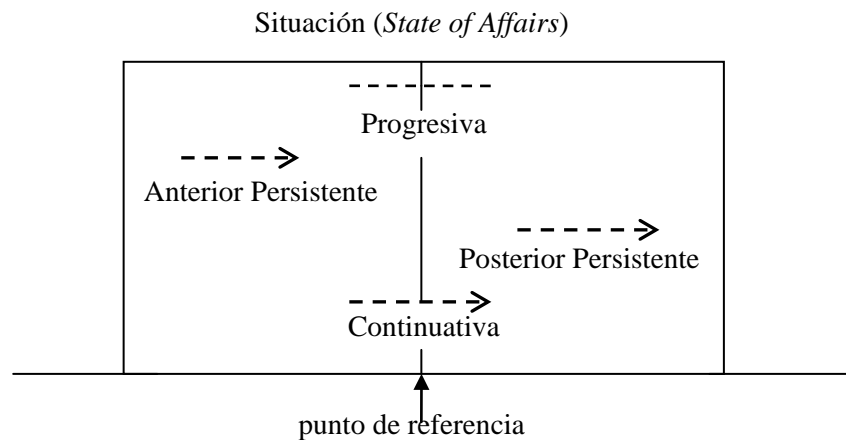 Situación (State of Affairs)
Progresiva
Anterior Persistente
Posterior Persistente
Continuativa
punto de referencia